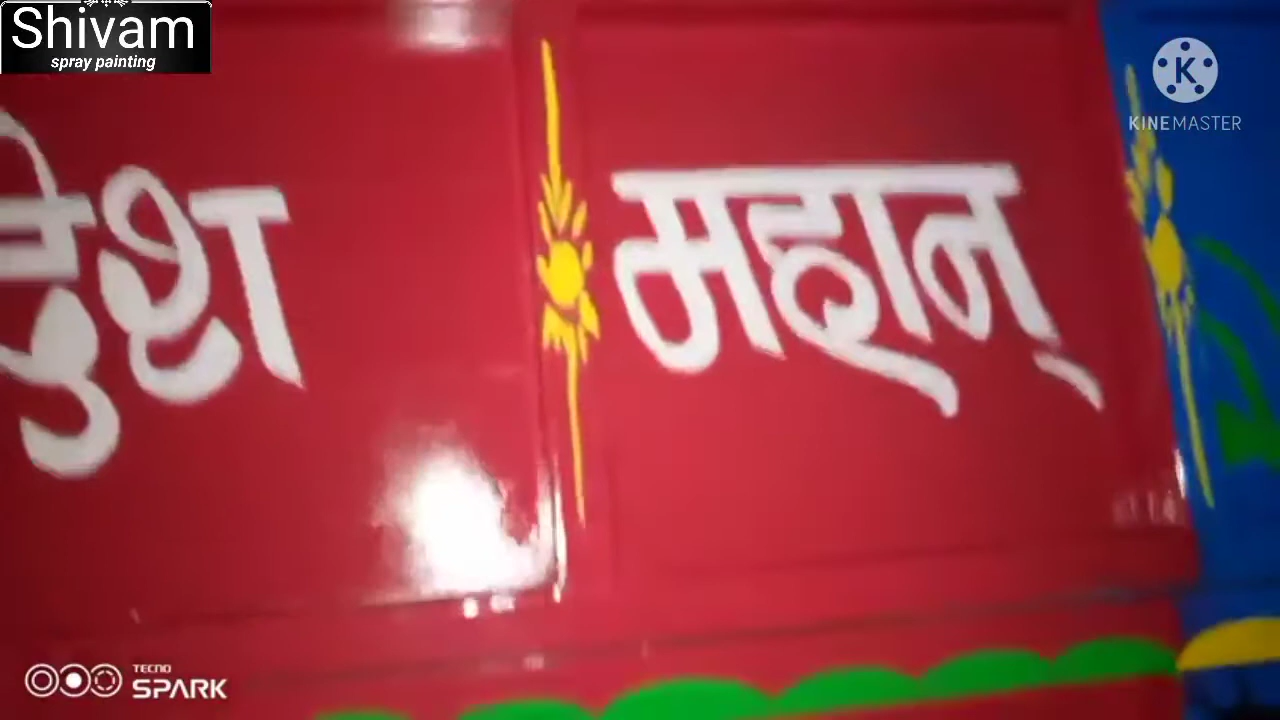 Shivam
spray painting
KINEMASTER
देश महान्
TECNO
SPARK